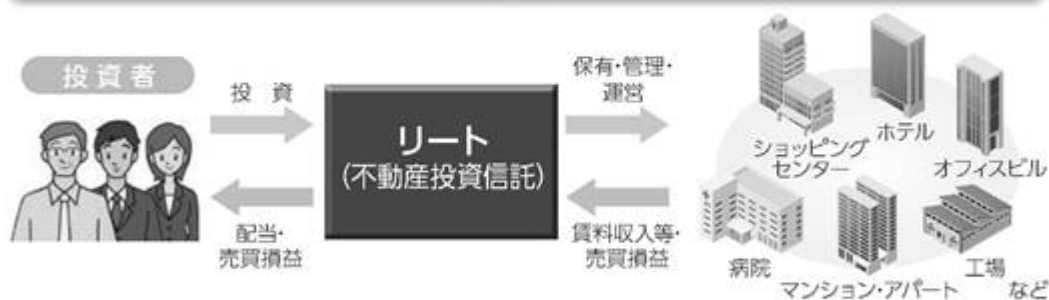 投資者
投資
リート
(不動産投資信託)
配当・
売買損益
保有・管理・
運営
賃料収入等・
売買損益
ショッピング
センター
ホテル
オフィスビル
病院
マンション・アパート
工場
など